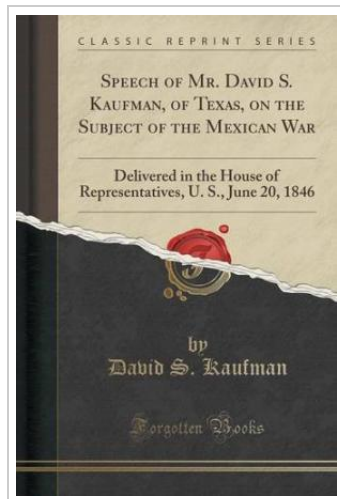 CLASSIC REPRINT SERIES
SPEECH OF MR. DAVID S.
KAUFMAN, OF TEXAS, ON THE
SUBJECT OF THE MEXICAN WAR
Delivered in the House of
Representatives, U. S., June 20, 1846
F
by
David S. Kaufman
Forgotten Books